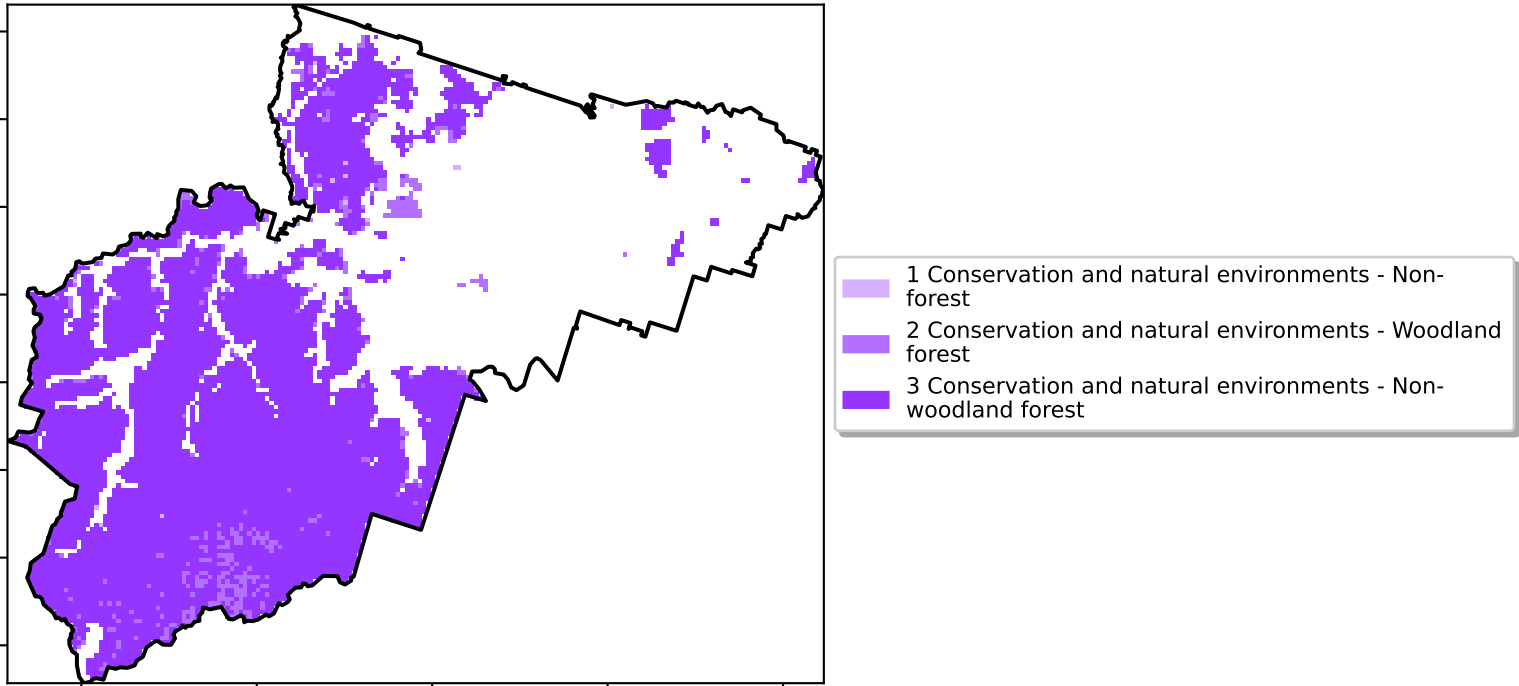 1 Conservation and natural environments - Non-
forest
2 Conservation and natural environments - Woodland
forest
3 Conservation and natural environments - Non-
woodland forest